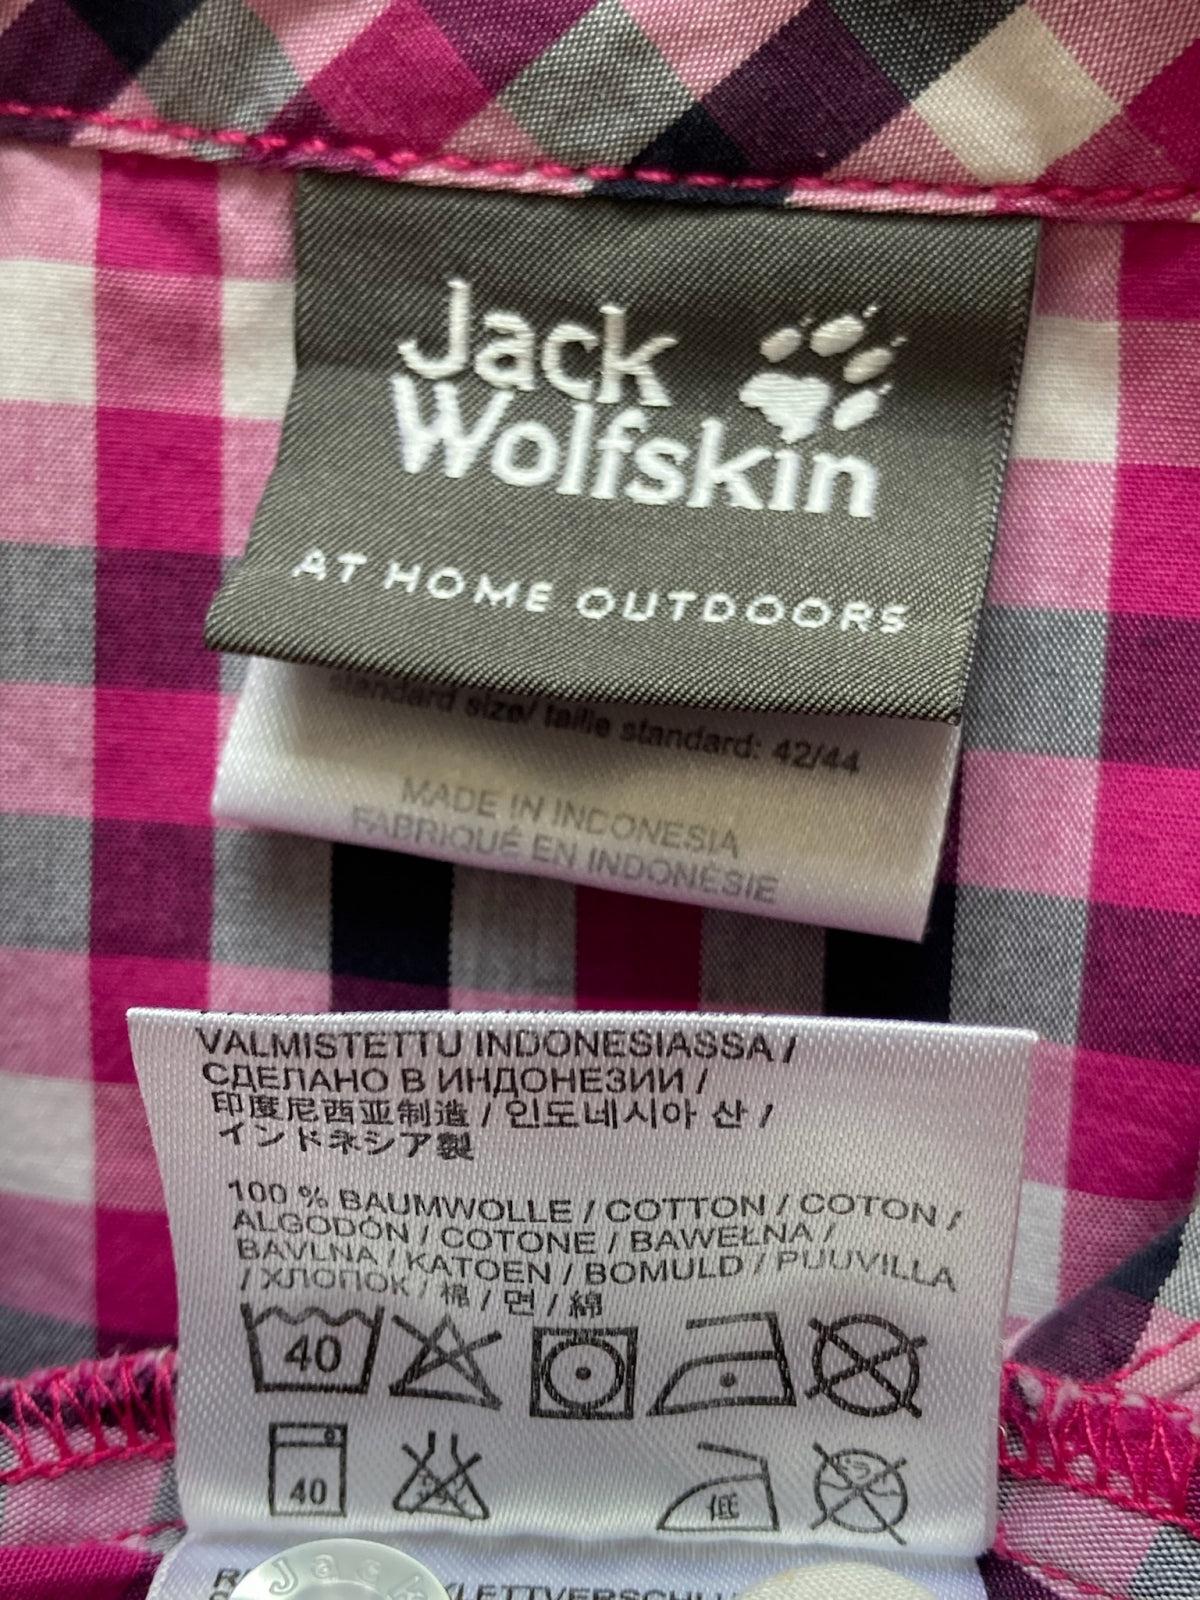 Jack
Wolfskin
AT HOME OUTDOORS
standard size/ taille standard: 42/44
MADE IN INDONESIA
FABRIQUÉ EN INDONÉSIE
VALMISTETTU INDONESIASSA /
СДЕЛАНО В ИНДОНЕЗИИ /
印度尼西亚制造 / 인도네시아 산 /
インドネシア製
100 % BAUMWOLLE / COTTON / COTON /
ALGODÓN / COTONE / BAWEŁNA /
BAVLNA / KATOEN / BOMULD / PUUVILLA
/ ХЛОПОК / 棉 / 면 / 綿
40
40
低
Jack